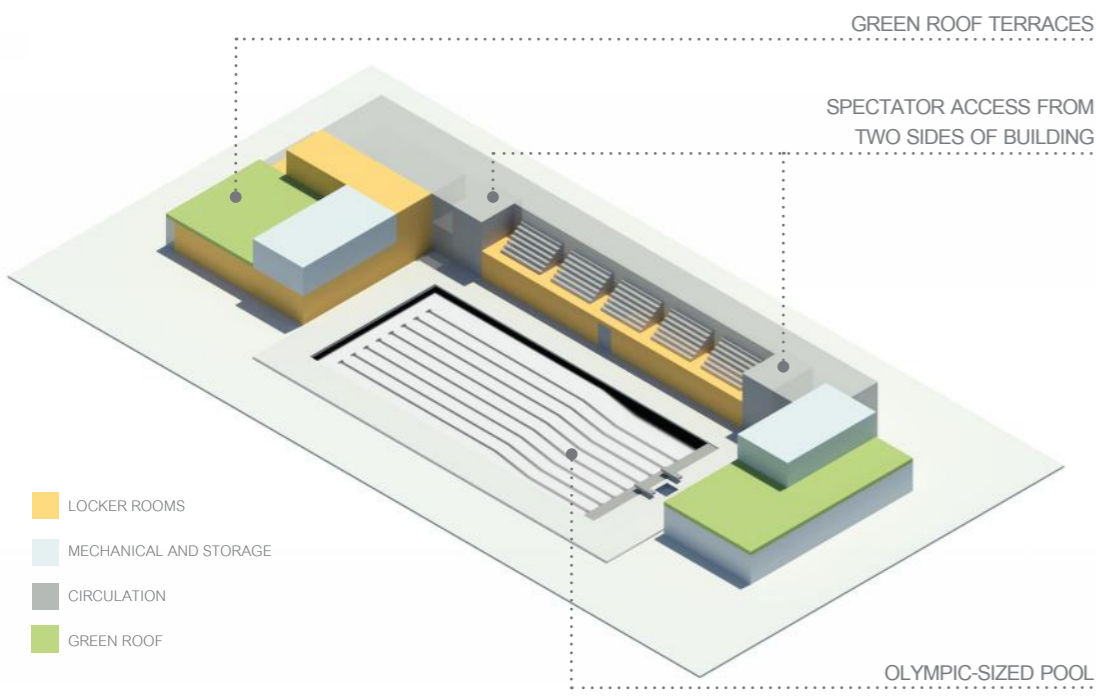 GREEN ROOF TERRACES
SPECTATOR ACCESS FROM
TWO SIDES OF BUILDING
LOCKER ROOMS
MECHANICAL AND STORAGE
CIRCULATION
GREEN ROOF
OLYMPIC-SIZED POOL